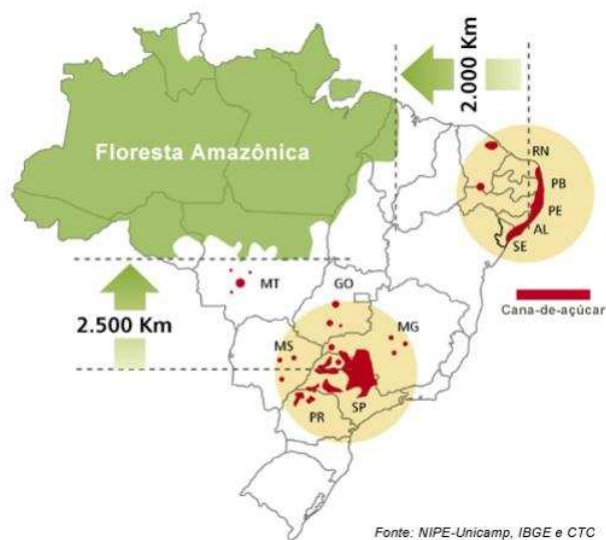 2.000 Km
Floresta Amazônica
RN
PB
PE
AL
SE
MT
GO
Cana-de-açúcar
2.500 Km
MS
MG
PR
SP
Fonte: NIPE-Unicamp, IBGE e CTC